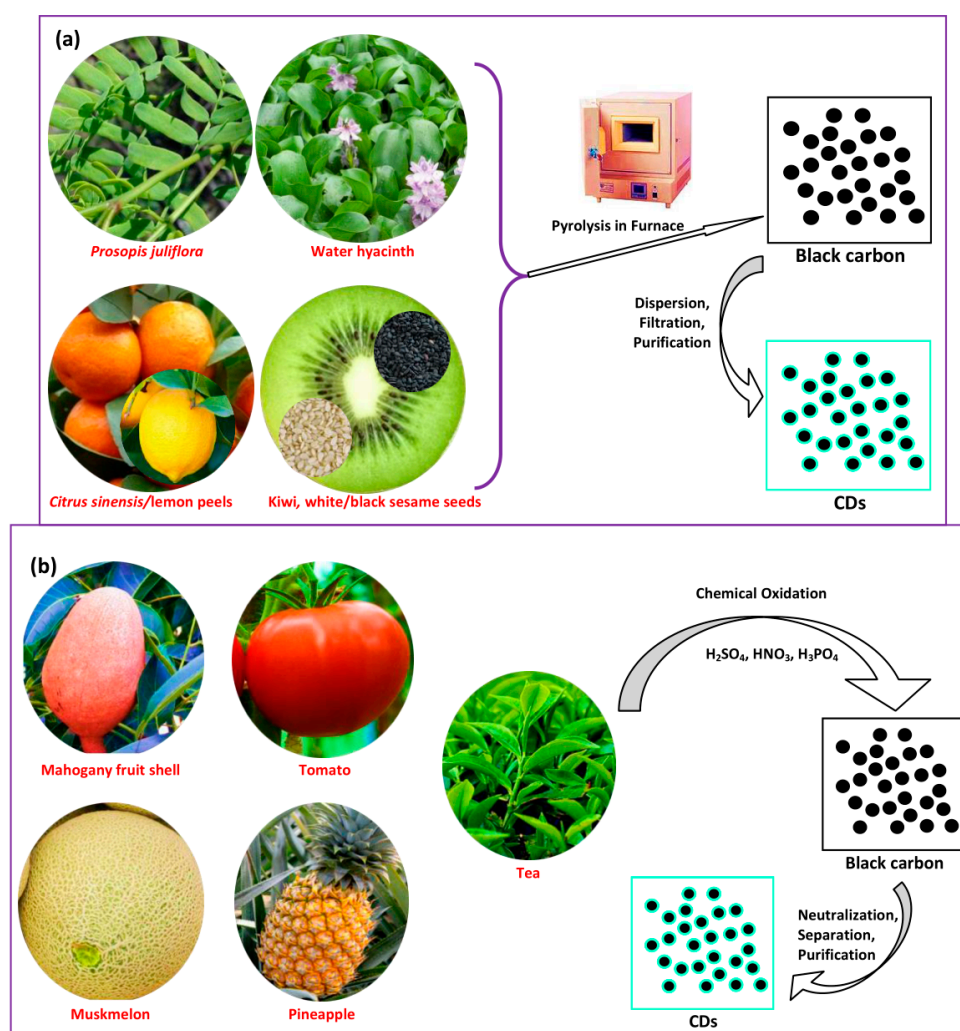 (a)
Prosopis juliflora
Water hyacinth
Citrus sinensis/lemon peels
Kiwi, white/black sesame seeds
Pyrolysis in Furnace
Black carbon
Dispersion,
Filtration,
Purification
CDs
(b)
Mahogany fruit shell
Tomato
Muskmelon
Pineapple
Tea
Chemical Oxidation
H₂SO₄, HNO₃, H₃PO₄
Black carbon
Neutralization,
Separation,
Purification
CDs